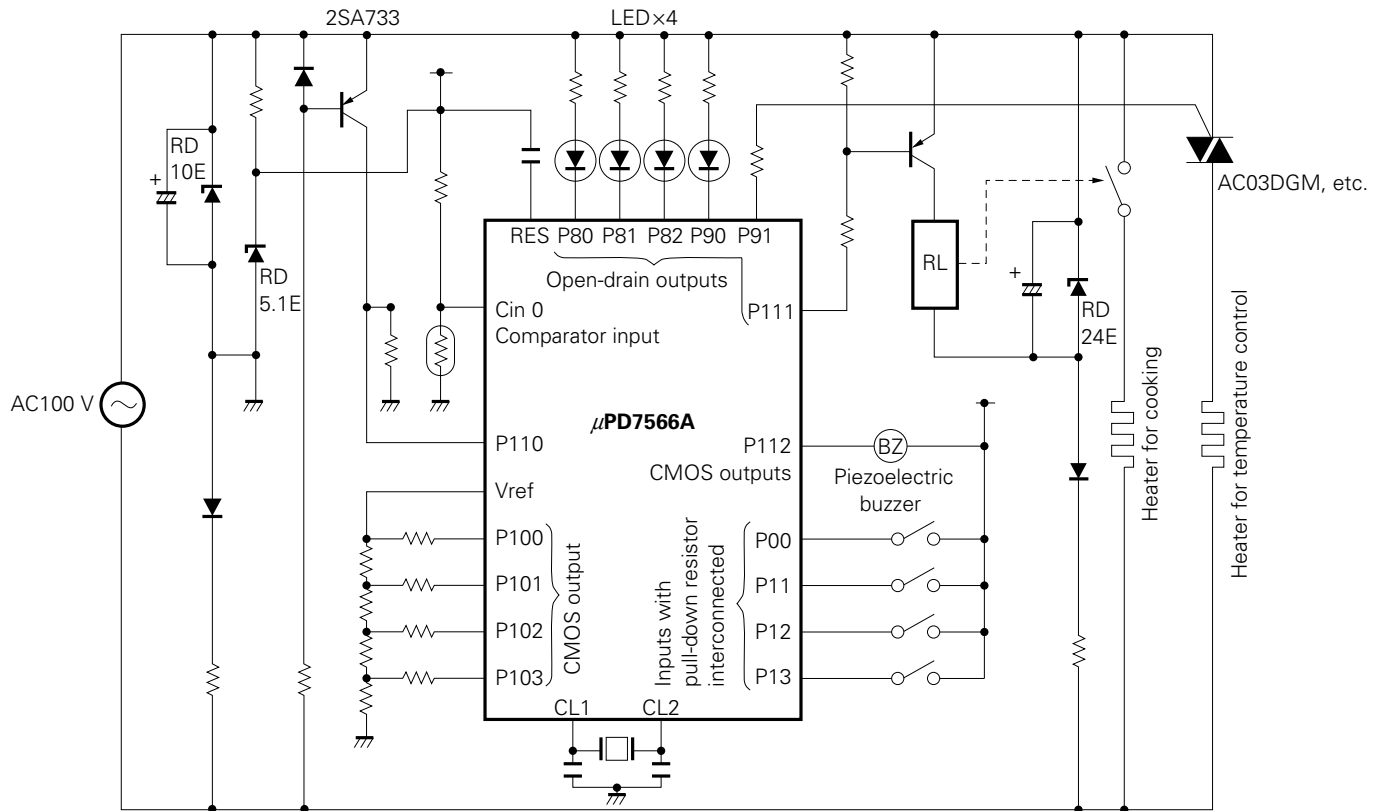 2SA733
LED×4
RD
10E
+
RD
5.1E
AC100 V
RES P80 P81 P82 P90 P91
Open-drain outputs
P111
Cin 0
Comparator input
RL
+
RD
24E
AC03DGM, etc.
Heater for cooking
Heater for temperature control
μPD7566A
P110
P112
CMOS outputs
BZ
Piezoelectric
buzzer
Vref
P100
P101
P102
P103
CMOS output
Inputs with
pull-down resistor
interconnected
P00
P11
P12
P13
CL1 CL2